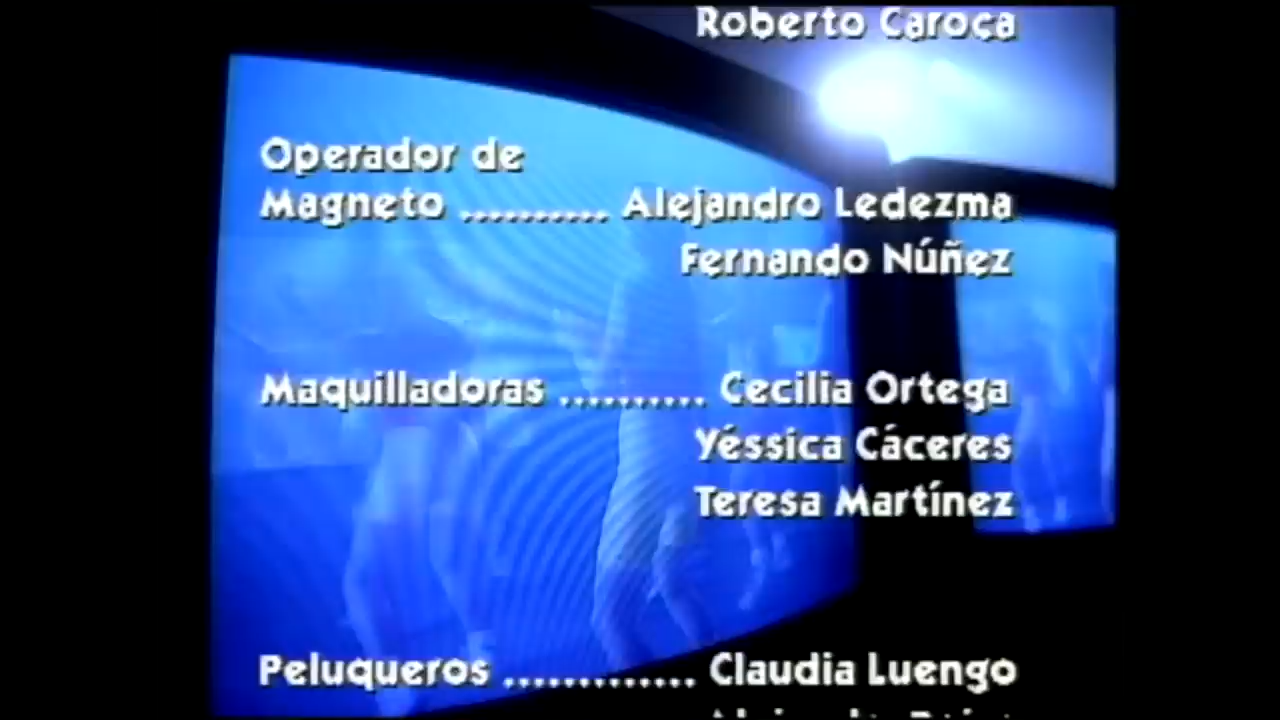 Roberto Caroca
Operador de
Magneto .......... Alejandro Ledezma
Fernando Núñez
Maquilladoras .......... Cecilia Ortega
Yéssica Cáceres
Teresa Martínez
Peluqueros ............. Claudia Luengo